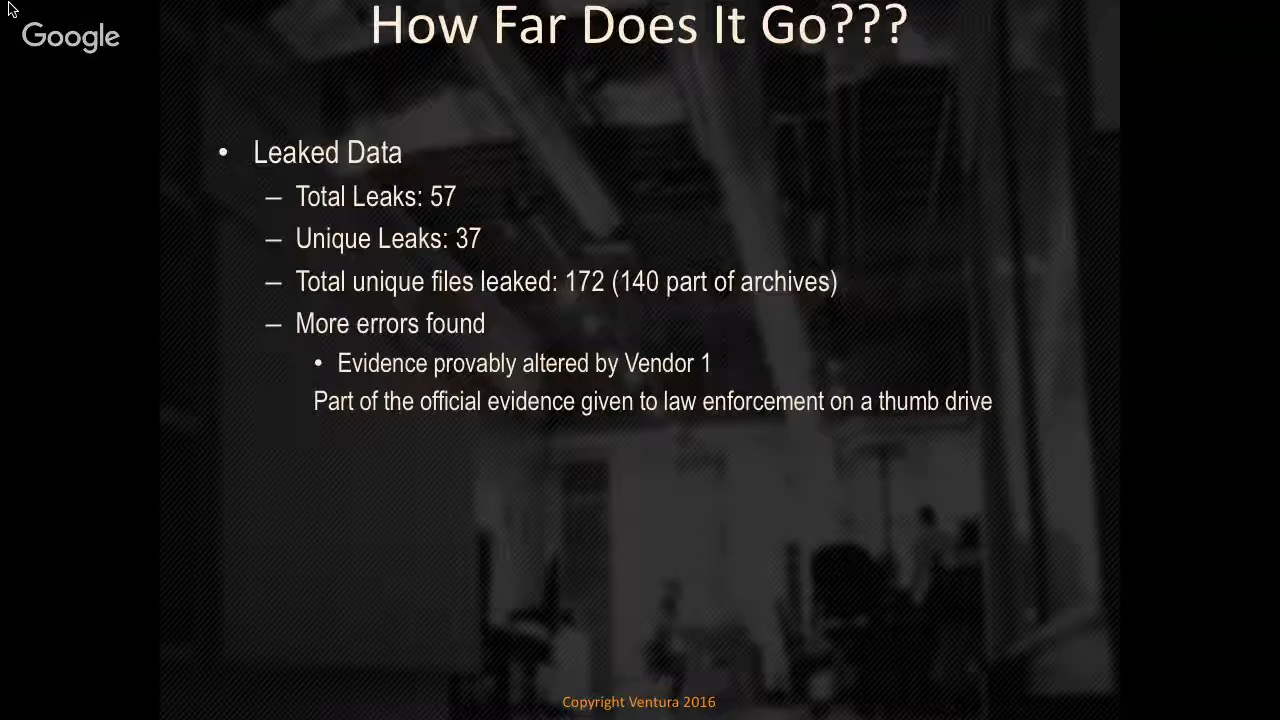 How Far Does It Go???
Google
• Leaked Data
– Total Leaks: 57
– Unique Leaks: 37
– Total unique files leaked: 172 (140 part of archives)
– More errors found
• Evidence provably altered by Vendor 1
Part of the official evidence given to law enforcement on a thumb drive
Copyright Ventura 2016